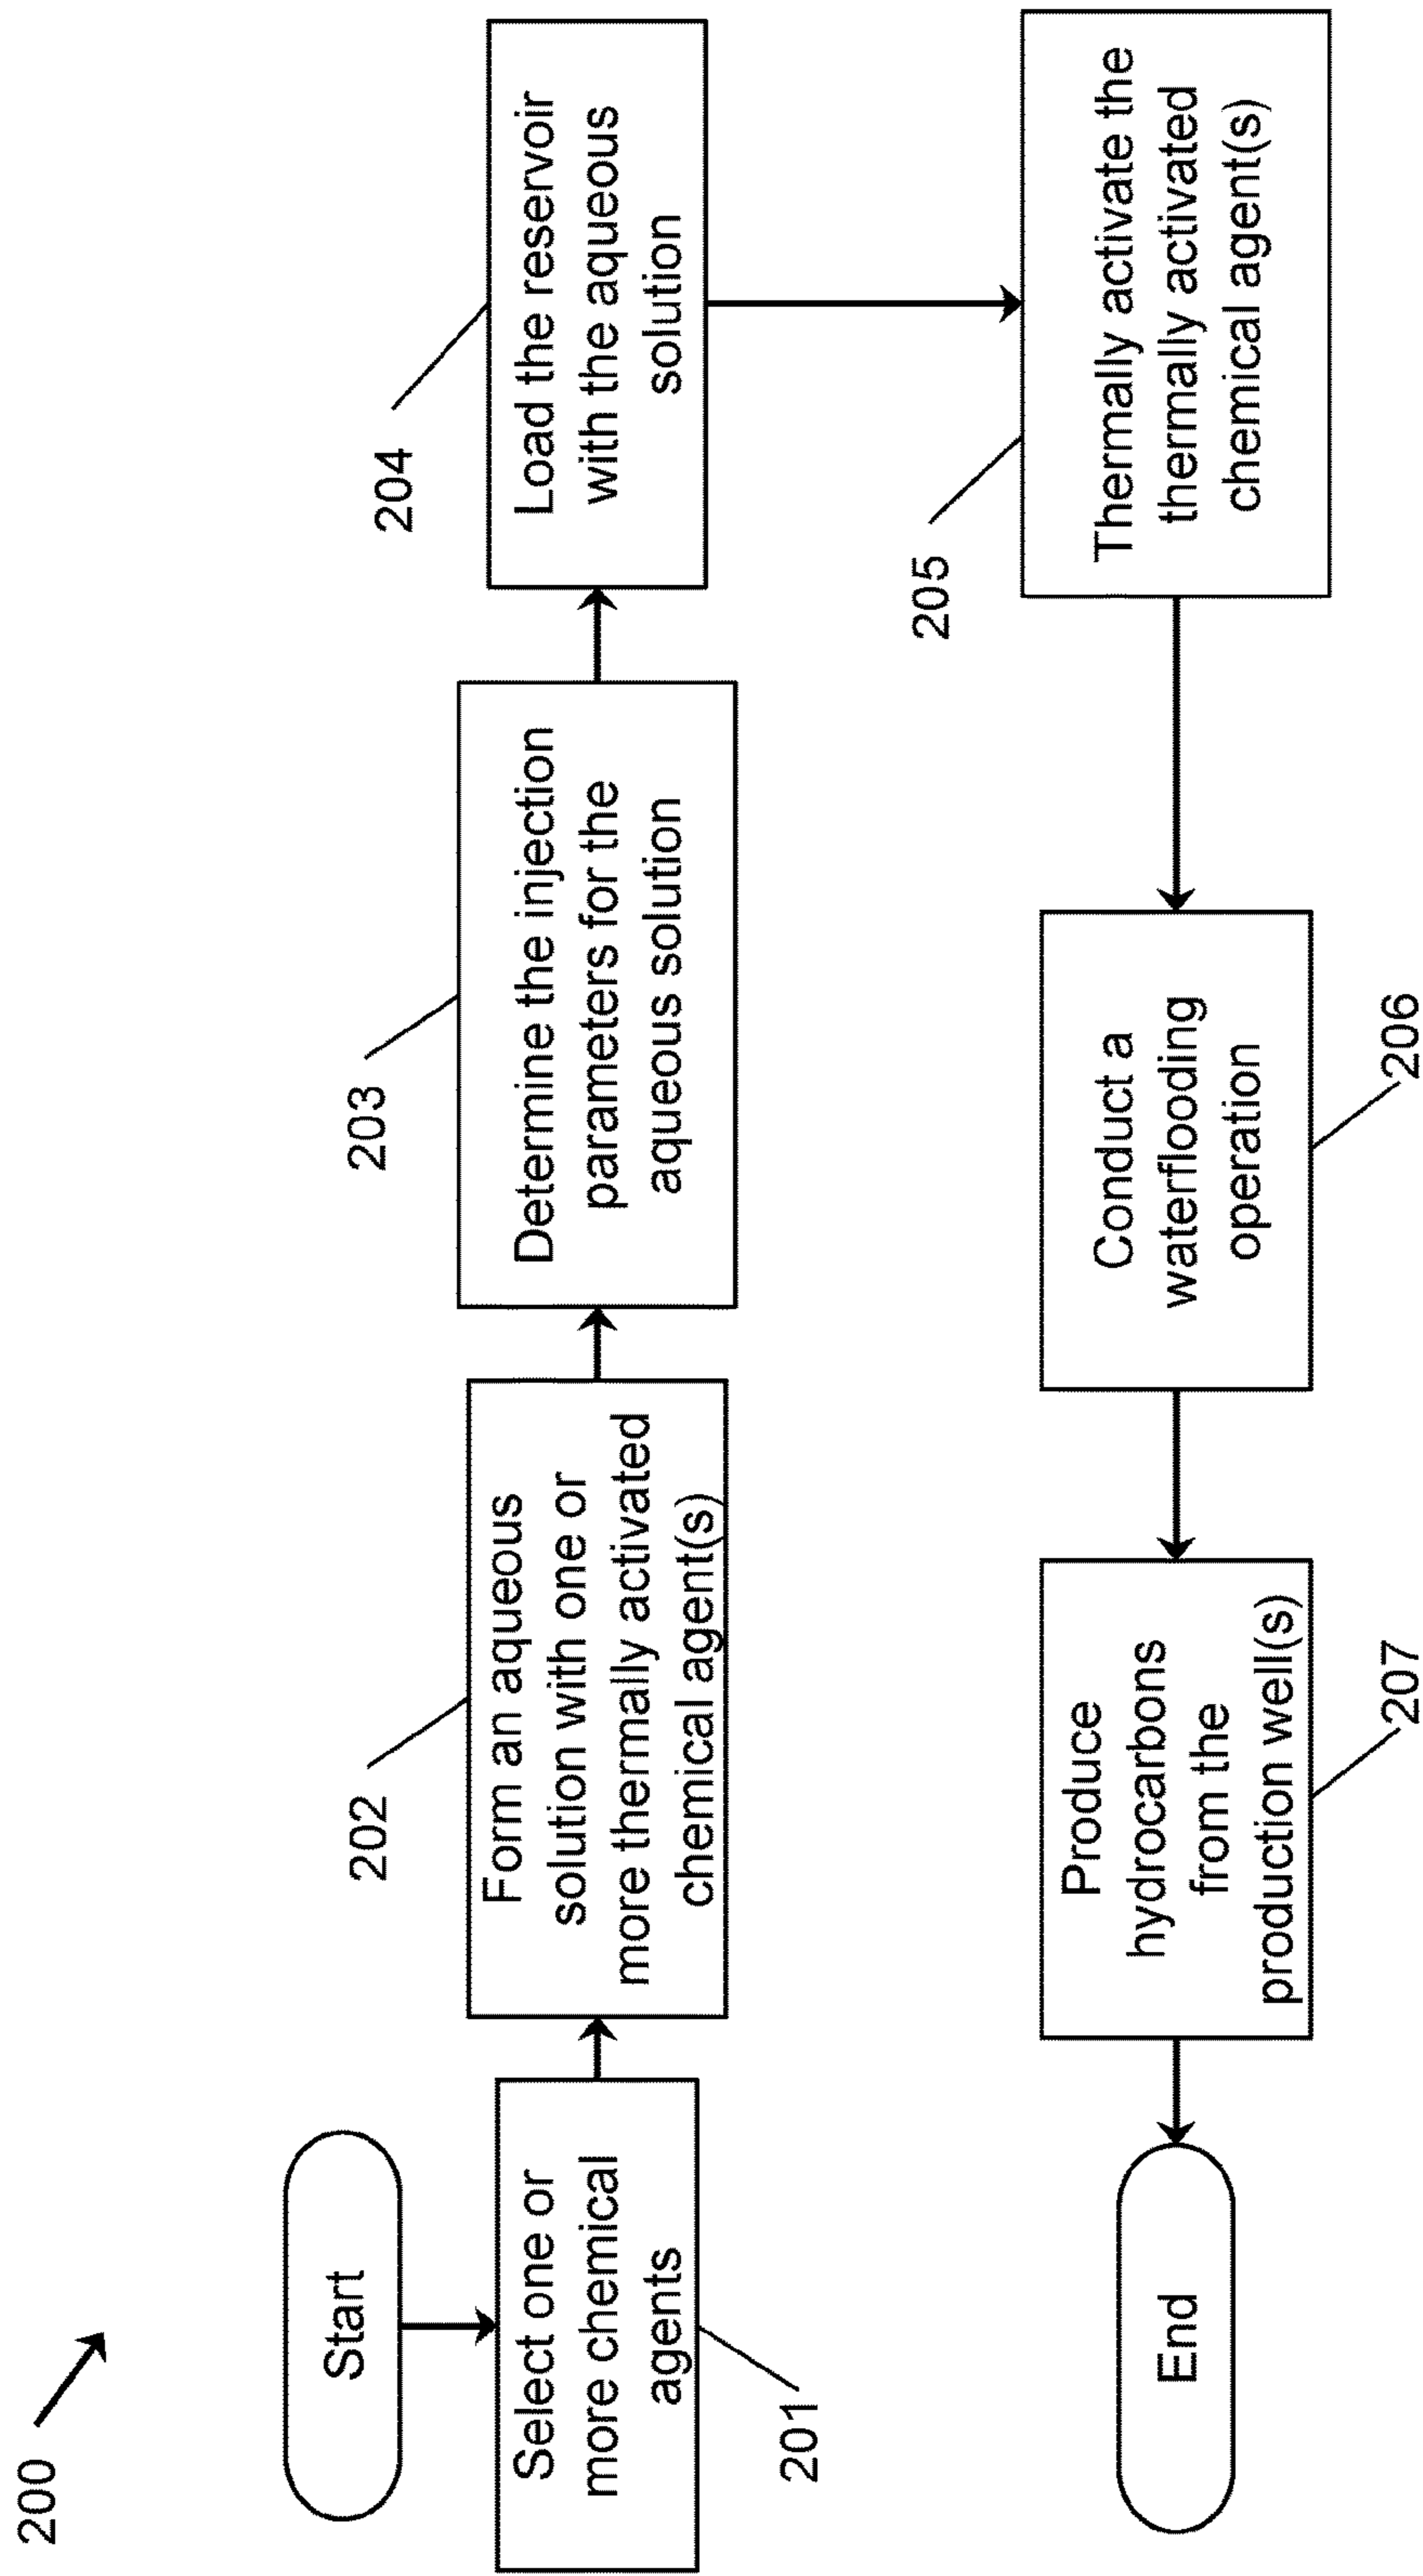 200
Start
Select one or
more chemical
agents
201
202
Form an aqueous
solution with one or
more thermally activated
chemical agent(s)
203
Determine the injection
parameters for the
aqueous solution
204
Load the reservoir
with the aqueous
solution
205
Thermally activate the
thermally activated
chemical agent(s)
Conduct a
waterflooding
operation
206
Produce
hydrocarbons
from the
production well(s)
207
End